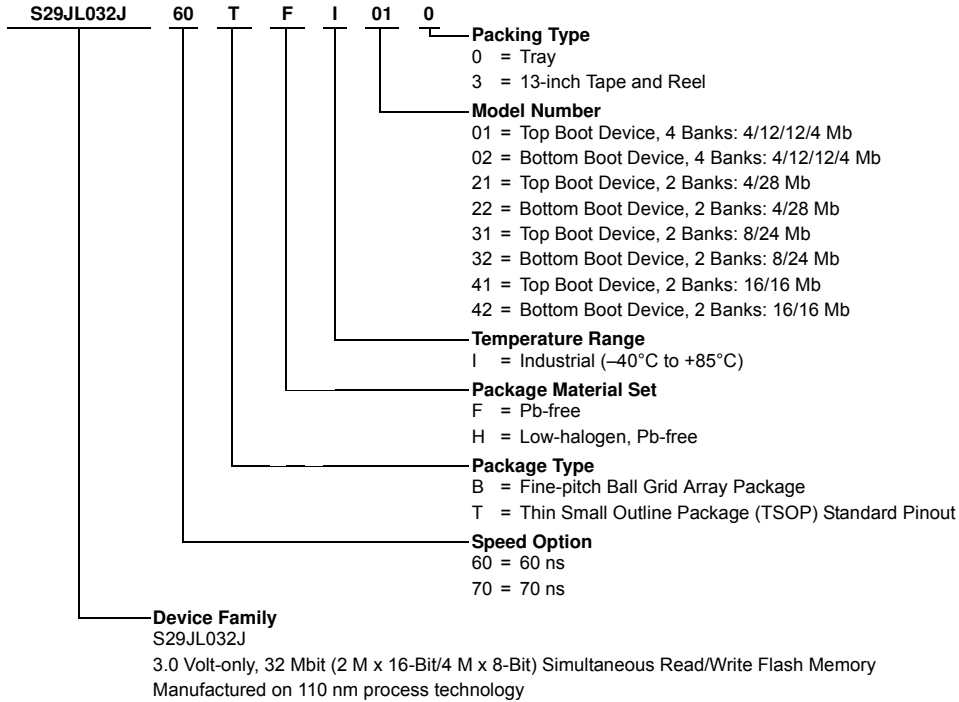 S29JL032J 60 T F I 01 0
Packing Type
0 = Tray
3 = 13-inch Tape and Reel
Model Number
01 = Top Boot Device, 4 Banks: 4/12/12/4 Mb
02 = Bottom Boot Device, 4 Banks: 4/12/12/4 Mb
21 = Top Boot Device, 2 Banks: 4/28 Mb
22 = Bottom Boot Device, 2 Banks: 4/28 Mb
31 = Top Boot Device, 2 Banks: 8/24 Mb
32 = Bottom Boot Device, 2 Banks: 8/24 Mb
41 = Top Boot Device, 2 Banks: 16/16 Mb
42 = Bottom Boot Device, 2 Banks: 16/16 Mb
Temperature Range
I = Industrial (–40°C to +85°C)
Package Material Set
F = Pb-free
H = Low-halogen, Pb-free
Package Type
B = Fine-pitch Ball Grid Array Package
T = Thin Small Outline Package (TSOP) Standard Pinout
Speed Option
60 = 60 ns
70 = 70 ns
Device Family
S29JL032J
3.0 Volt-only, 32 Mbit (2 M x 16-Bit/4 M x 8-Bit) Simultaneous Read/Write Flash Memory
Manufactured on 110 nm process technology